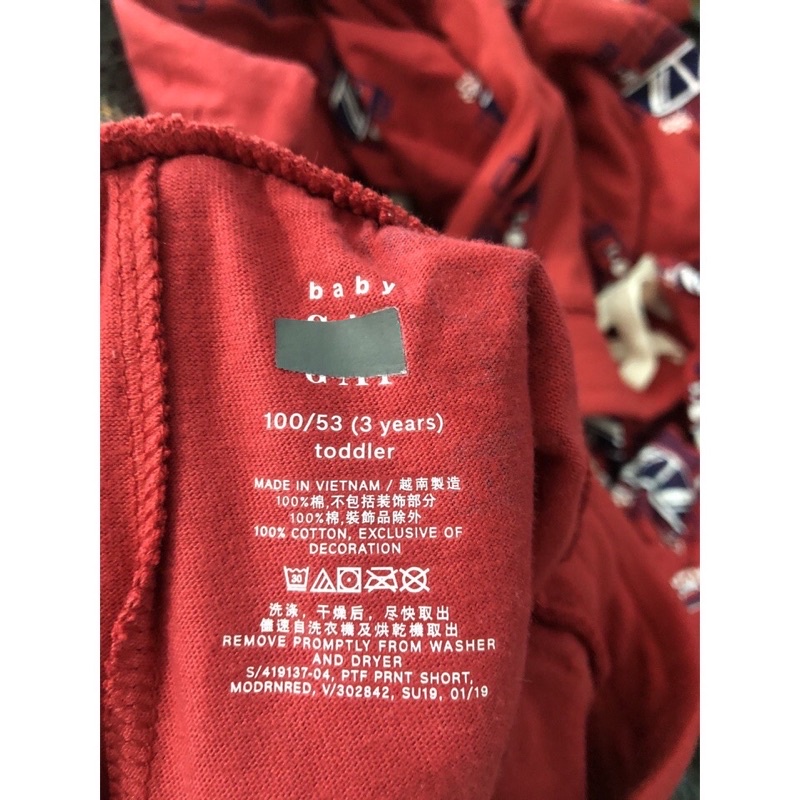 baby
GAP
100/53 (3 years)
toddler
MADE IN VIETNAM / 越南製造
100%棉,不包括装饰部分
100%棉,裝飾品除外
100% COTTON, EXCLUSIVE OF
DECORATION
30
洗涤，干燥后，尽快取出
儘速自洗衣機及烘乾機取出
REMOVE PROMPTLY FROM WASHER
AND DRYER
S/419137-04, PTF PRNT SHORT,
MODRNRED, V/302842, SU19, 01/19